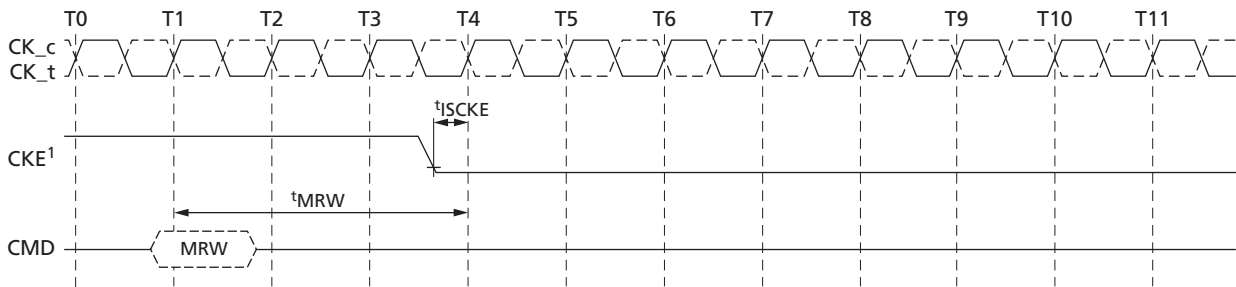 T0 T1 T2 T3 T4 T5 T6 T7 T8 T9 T10 T11
CK_c
CK_t
tISCKE
CKE1
tMRW
CMD MRW